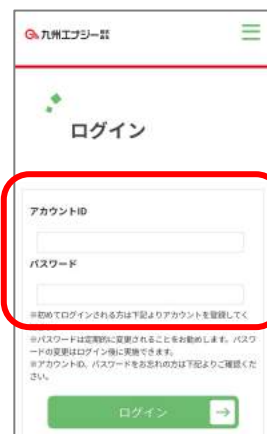 九州エナジー株式会社
ログイン
アカウントID
パスワード
※初めてログインされる方は下記よりアカウントを登録してく
※パスワードは定期的に変更されることをお勧めします。パスワ
ードの変更はログイン後に実施できます。
※アカウントID、パスワードをお忘れの方は下記よりご確認くだ
さい。
ログイン